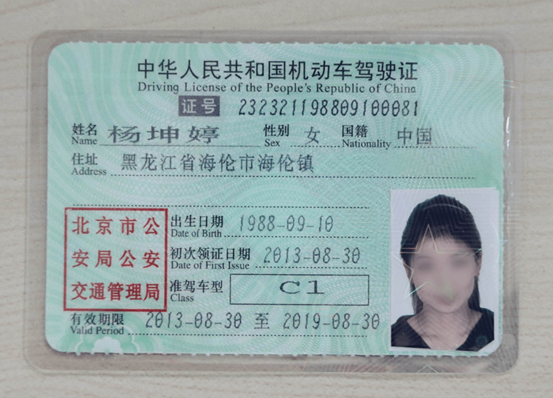 中华人民共和国机动车驾驶证
Driving License of the People's Republic of China
证号 232321198809100081
姓名 Name 杨坤婷 性别 Sex 女 国籍 Nationality 中国
住址 Address 黑龙江省海伦市海伦镇
北京市公
安局公安
交通管理局
出生日期 Date of Birth 1988-09-10
初次领证日期 Date of First Issue 2013-08-30
准驾车型 Class C1
有效期限 Valid Period 2013-08-30 至 2019-08-30